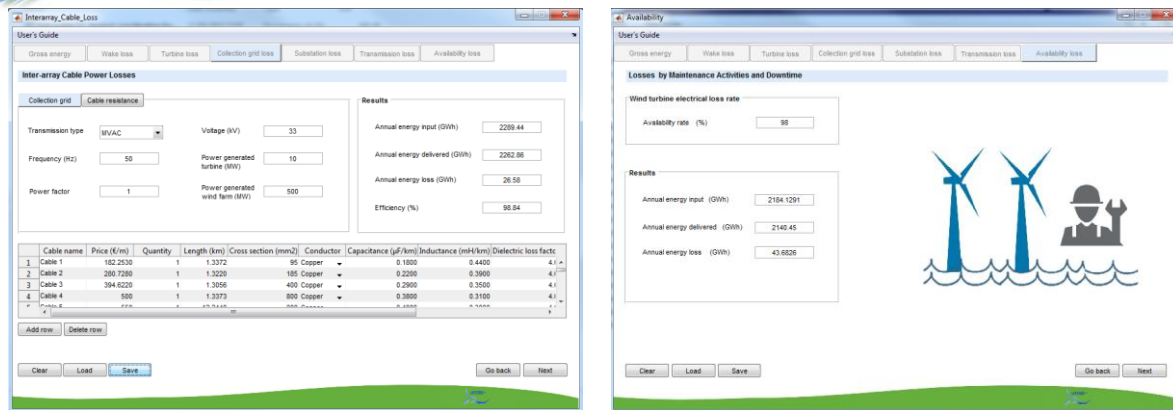 Interarray_Cable_Loss
User's Guide
Gross energy Wake loss Turbine loss Collection grid loss Substation loss Transmission loss Availability loss
Inter-array Cable Power Losses
Collection grid Cable resistance
Transmission type MVAC Voltage (kV) 33
Frequency (Hz) 50 Power generated turbine (MW) 10
Power factor 1 Power generated wind farm (MW) 500
Results
Annual energy input (GWh) 2289.44
Annual energy delivered (GWh) 2262.86
Annual energy loss (GWh) 26.58
Efficiency (%) 98.84
Cable name Price (€/m) Quantity Length (km) Cross section (mm2) Conductor Capacitance (µF/km) Inductance (mH/km) Dielectric loss factc
1 Cable 1 182.2530 1 1.3372 95 Copper 0.1800 0.4400 4.(
2 Cable 2 280.7280 1 1.3220 185 Copper 0.2200 0.3900 4.(
3 Cable 3 394.6220 1 1.3056 400 Copper 0.2900 0.3500 4.(
4 Cable 4 500 1 1.3373 800 Copper 0.3800 0.3100 4.(
Add row Delete row
Clear Load Save Go back Next
Availability
User's Guide
Gross energy Wake loss Turbine loss Collection grid loss Substation loss Transmission loss Availability loss
Losses by Maintenance Activities and Downtime
Wind turbine electrical loss rate
Availability rate (%) 98
Results
Annual energy input (GWh) 2184.1291
Annual energy delivered (GWh) 2140.45
Annual energy loss (GWh) 43.6826
Clear Load Save Go back Next